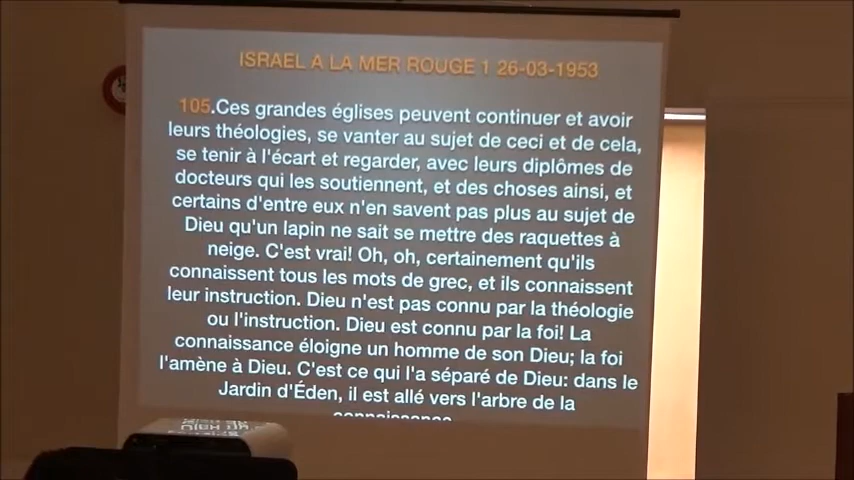 ISRAEL A LA MER ROUGE 1 26-03-1953
105.Ces grandes églises peuvent continuer et avoir
leurs théologies, se vanter au sujet de ceci et de cela,
se tenir à l'écart et regarder, avec leurs diplômes de
docteurs qui les soutiennent, et des choses ainsi, et
certains d'entre eux n'en savent pas plus au sujet de
Dieu qu'un lapin ne sait se mettre des raquettes à
neige. C'est vrai! Oh, oh, certainement qu'ils
connaissent tous les mots de grec, et ils connaissent
leur instruction. Dieu n'est pas connu par la théologie
ou l'instruction. Dieu est connu par la foi! La
connaissance éloigne un homme de son Dieu; la foi
l'amène à Dieu. C'est ce qui l'a séparé de Dieu: dans le
Jardin d'Éden, il est allé vers l'arbre de la
connaissance